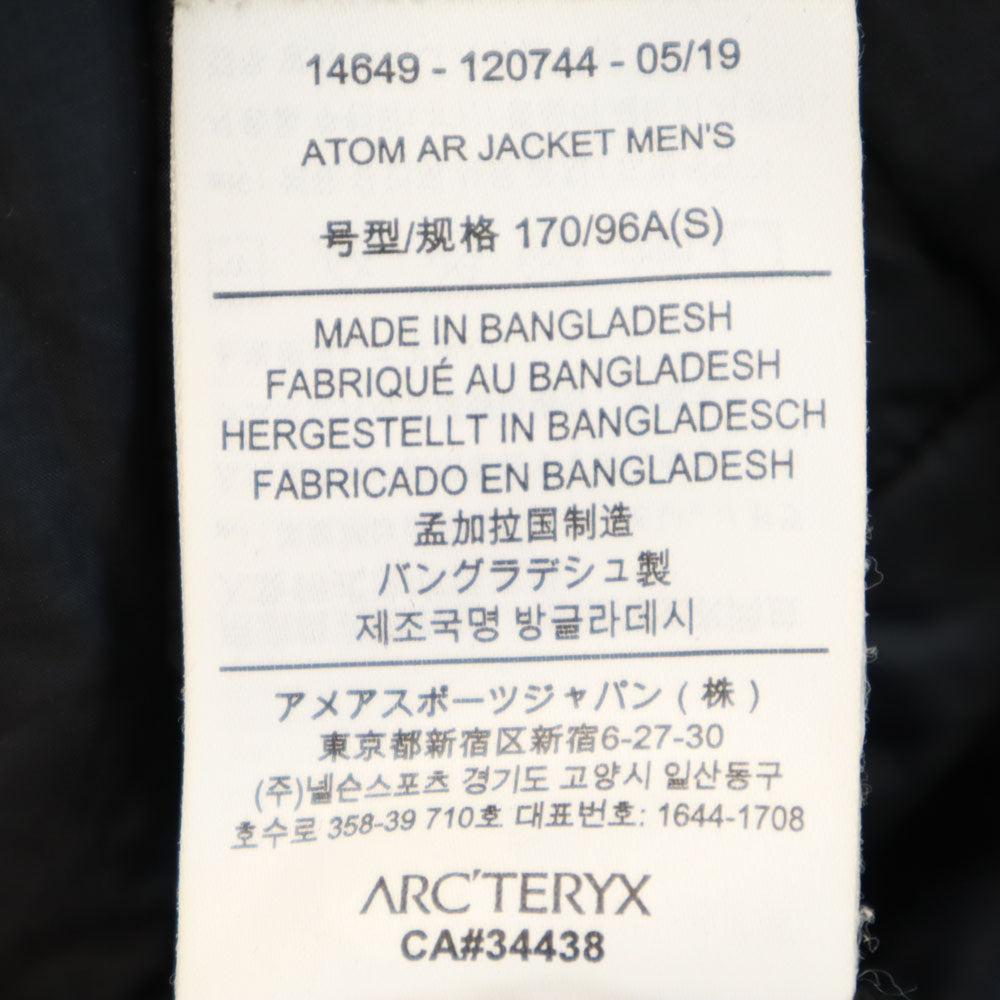 14649 - 120744 - 05/19
ATOM AR JACKET MEN'S
号型/规格 170/96A(S)
MADE IN BANGLADESH
FABRIQUÉ AU BANGLADESH
HERGESTELLT IN BANGLADESCH
FABRICADO EN BANGLADESH
孟加拉国制造
バングラデシュ製
제조국명 방글라데시
アメアスポーツジャパン ( 株 )
東京都新宿区新宿6-27-30
(주)넬슨스포츠 경기도 고양시 일산동구
호수로 358-39 710호 대표번호: 1644-1708
ARC'TERYX
CA#34438